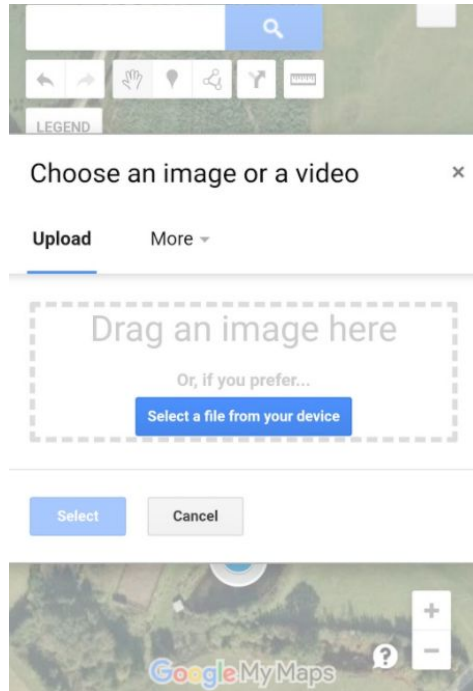 LEGEND
Choose an image or a video
×
Upload
More
Drag an image here
Or, if you prefer...
Select a file from your device
Select
Cancel
+
?
−
Google My Maps